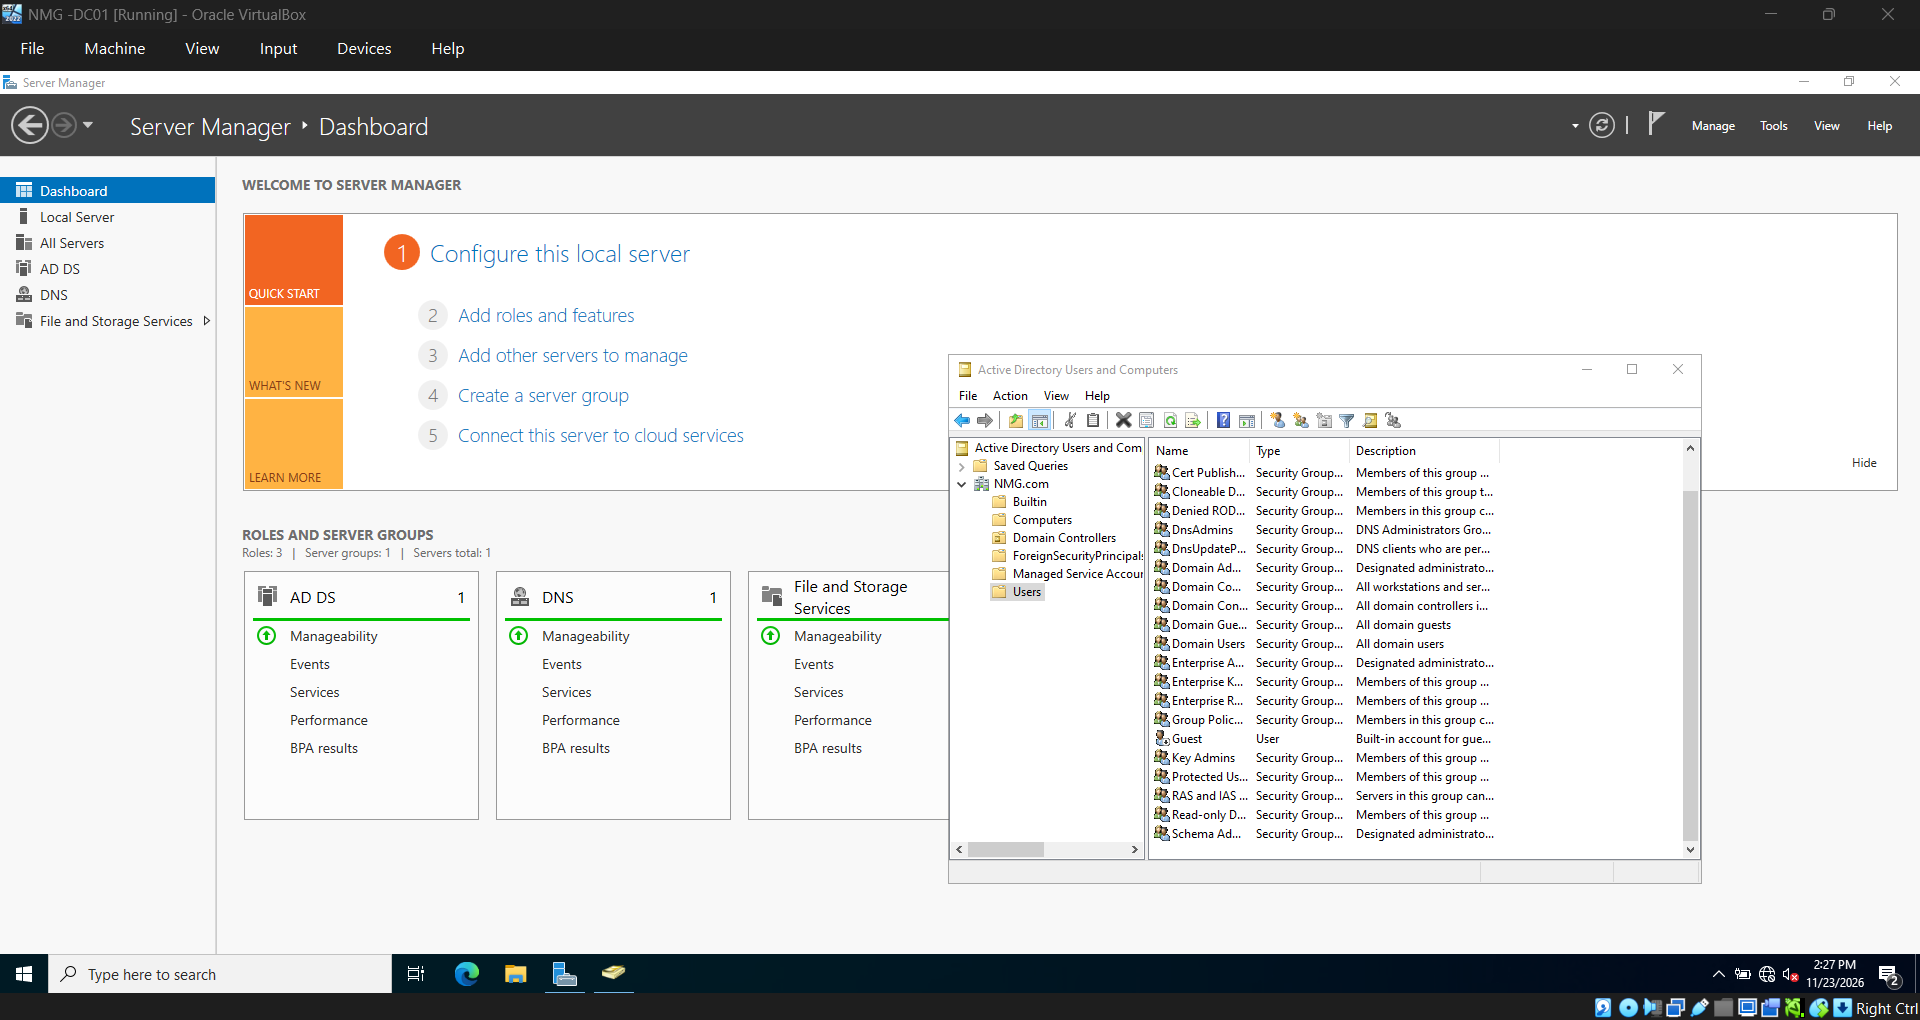 NMG -DC01 [Running] - Oracle VirtualBox
File Machine View Input Devices Help
Server Manager
Server Manager Dashboard
Manage Tools View Help
Dashboard
Local Server
All Servers
AD DS
DNS
File and Storage Services
WELCOME TO SERVER MANAGER
QUICK START
WHAT'S NEW
LEARN MORE
1 Configure this local server
2 Add roles and features
3 Add other servers to manage
4 Create a server group
5 Connect this server to cloud services
Hide
ROLES AND SERVER GROUPS
Roles: 3 | Server groups: 1 | Servers total: 1
AD DS 1
Manageability
Events
Services
Performance
BPA results
DNS 1
Manageability
Events
Services
Performance
BPA results
File and Storage
Services
Manageability
Events
Services
Performance
BPA results
Active Directory Users and Computers
File Action View Help
Active Directory Users and Com
Saved Queries
NMG.com
Builtin
Computers
Domain Controllers
ForeignSecurityPrincipals
Managed Service Accour
Users
Name Type Description
Cert Publish... Security Group... Members of this group ...
Cloneable D... Security Group... Members of this group t...
Denied ROD... Security Group... Members in this group c...
DnsAdmins Security Group... DNS Administrators Gro...
DnsUpdateP... Security Group... DNS clients who are per...
Domain Ad... Security Group... Designated administrato...
Domain Co... Security Group... All workstations and ser...
Domain Con... Security Group... All domain controllers i...
Domain Gue... Security Group... All domain guests
Domain Users Security Group... All domain users
Enterprise A... Security Group... Designated administrato...
Enterprise K... Security Group... Members of this group ...
Enterprise R... Security Group... Members of this group ...
Group Polic... Security Group... Members in this group c...
Guest User Built-in account for gue...
Key Admins Security Group... Members of this group ...
Protected Us... Security Group... Members of this group ...
RAS and IAS ... Security Group... Servers in this group can...
Read-only D... Security Group... Members of this group ...
Schema Ad... Security Group... Designated administrato...
Type here to search
2:27 PM
11/23/2026
2
Right Ctrl